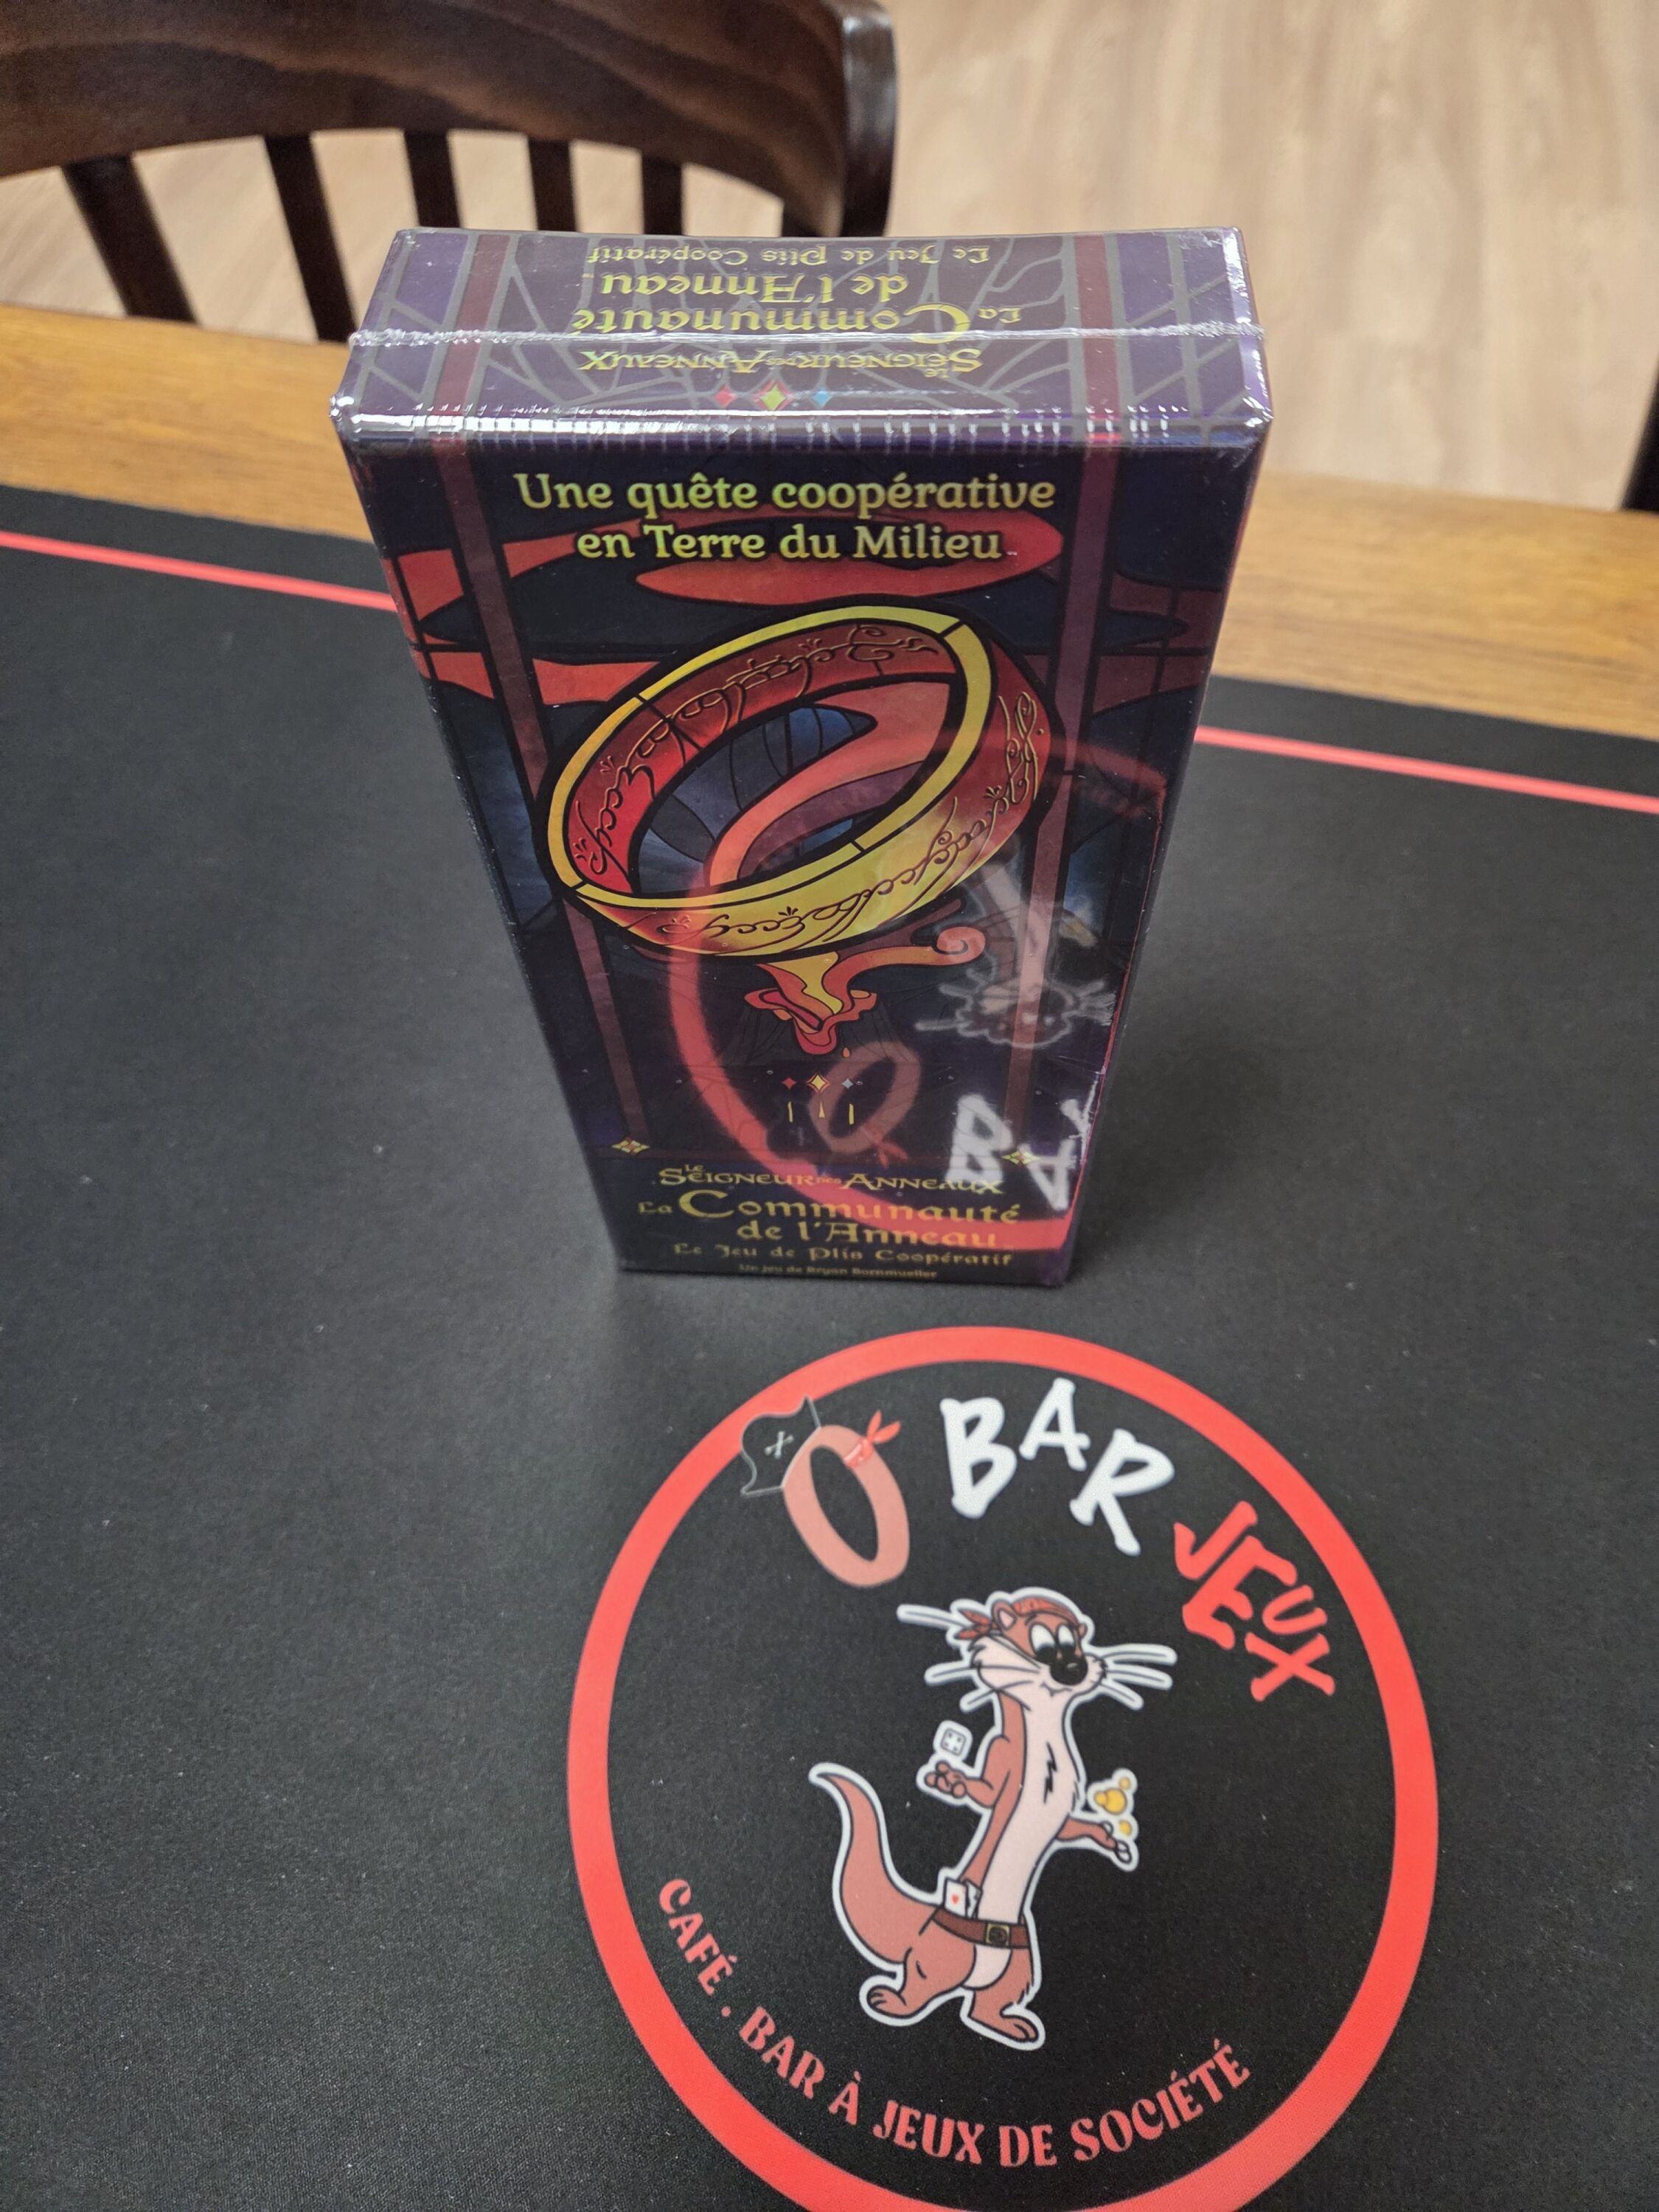 Le Jeu de Plis Coopératif
La Communauté
de l'Anneau
LE SEIGNEUR DES ANNEAUX
Une quête coopérative
en Terre du Milieu™
LE SEIGNEUR DES ANNEAUX
La Communauté
de l'Anneau™
Le Jeu de Plis Coopératif
Un jeu de Bryan Bornmueller
Ô BAR JEUX
CAFÉ . BAR À JEUX DE SOCIÉTÉ